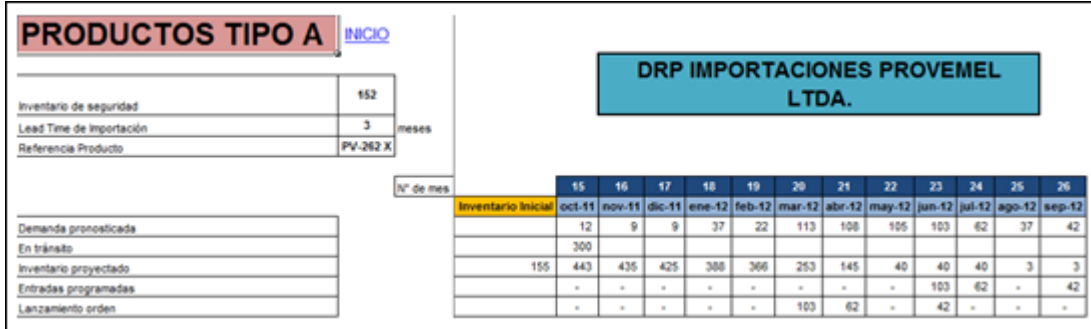 PRODUCTOS TIPO A INICIO
DRP IMPORTACIONES PROVEMEL
LTDA.
Inventario de seguridad 152
Lead Time de Importación 3 meses
Referencia Producto PV-262 X
N° de mes 15 16 17 18 19 20 21 22 23 24 25 26
Inventario Inicial oct-11 nov-11 dic-11 ene-12 feb-12 mar-12 abr-12 may-12 jun-12 jul-12 ago-12 sep-12
Demanda pronosticada 12 9 9 37 22 113 108 105 103 62 37 42
En tránsito 300
Inventario proyectado 155 443 435 425 388 366 253 145 40 40 40 3 3
Entradas programadas - - - - - - - - 103 62 - 42
Lanzamiento orden - - - - - 103 62 - 42 - - -